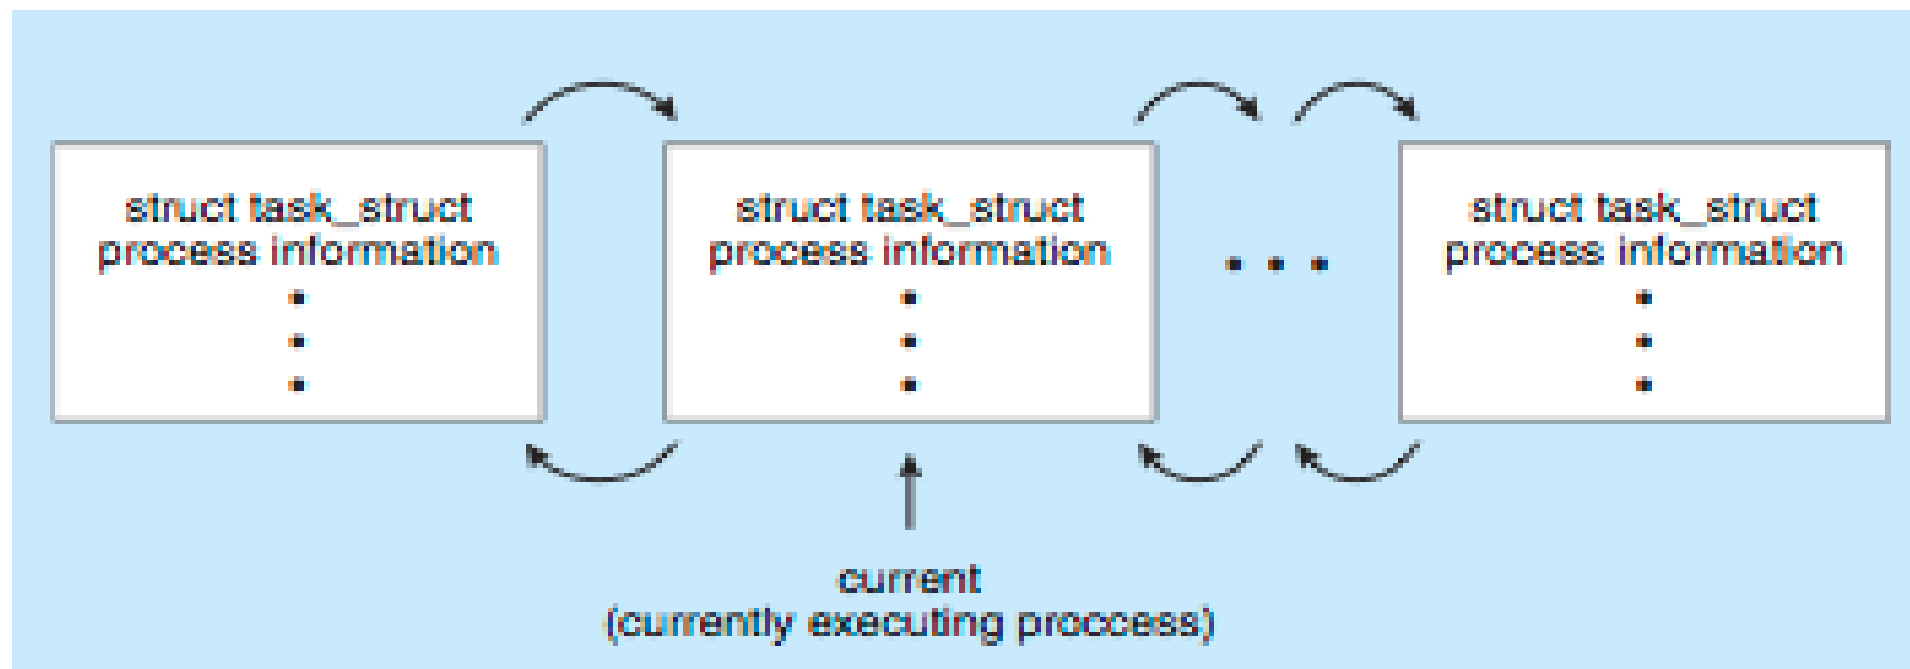 struct task_struct
process information
struct task_struct
process information
. . .
struct task_struct
process information
current
(currently executing proccess)